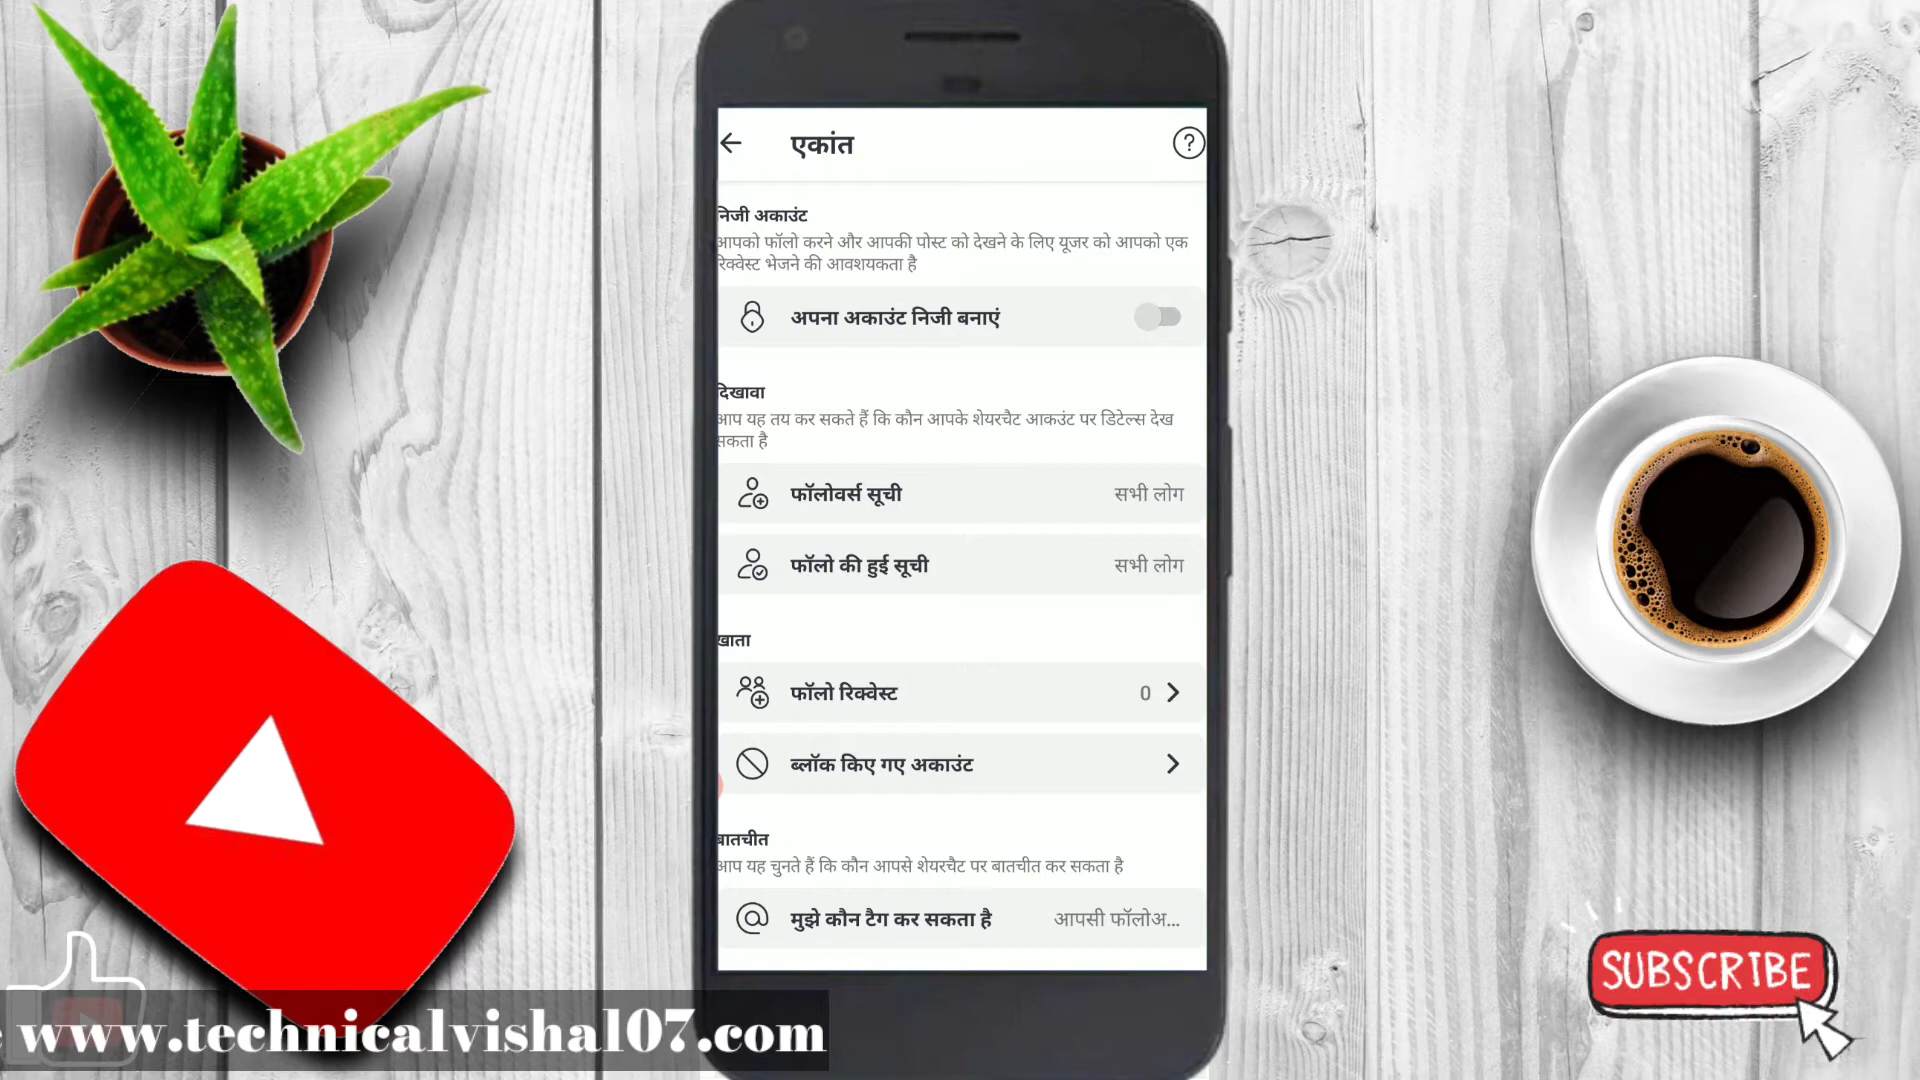 एकांत
?
निजी अकाउंट
आपको फॉलो करने और आपकी पोस्ट को देखने के लिए यूजर को आपको एक
रिक्वेस्ट भेजने की आवशयकता है
अपना अकाउंट निजी बनाएं
दिखावा
आप यह तय कर सकते हैं कि कौन आपके शेयरचैट आकउंट पर डिटेल्स देख
सकता है
फॉलोवर्स सूची सभी लोग
फॉलो की हुई सूची सभी लोग
खाता
फॉलो रिक्वेस्ट 0
ब्लॉक किए गए अकाउंट
बातचीत
आप यह चुनते हैं कि कौन आपसे शेयरचैट पर बातचीत कर सकता है
@ मुझे कौन टैग कर सकता है आपसी फॉलोअ...
SUBSCRIBE
www.technicalvishal07.com